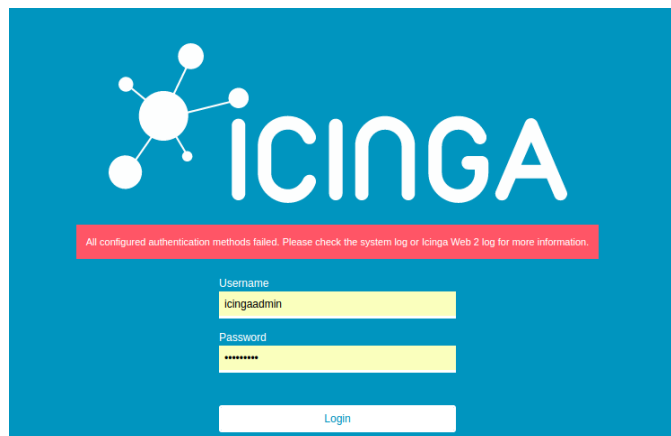 ICINGA
All configured authentication methods failed. Please check the system log or Icinga Web 2 log for more information.
Username
icingaadmin
Password
•••••••••
Login